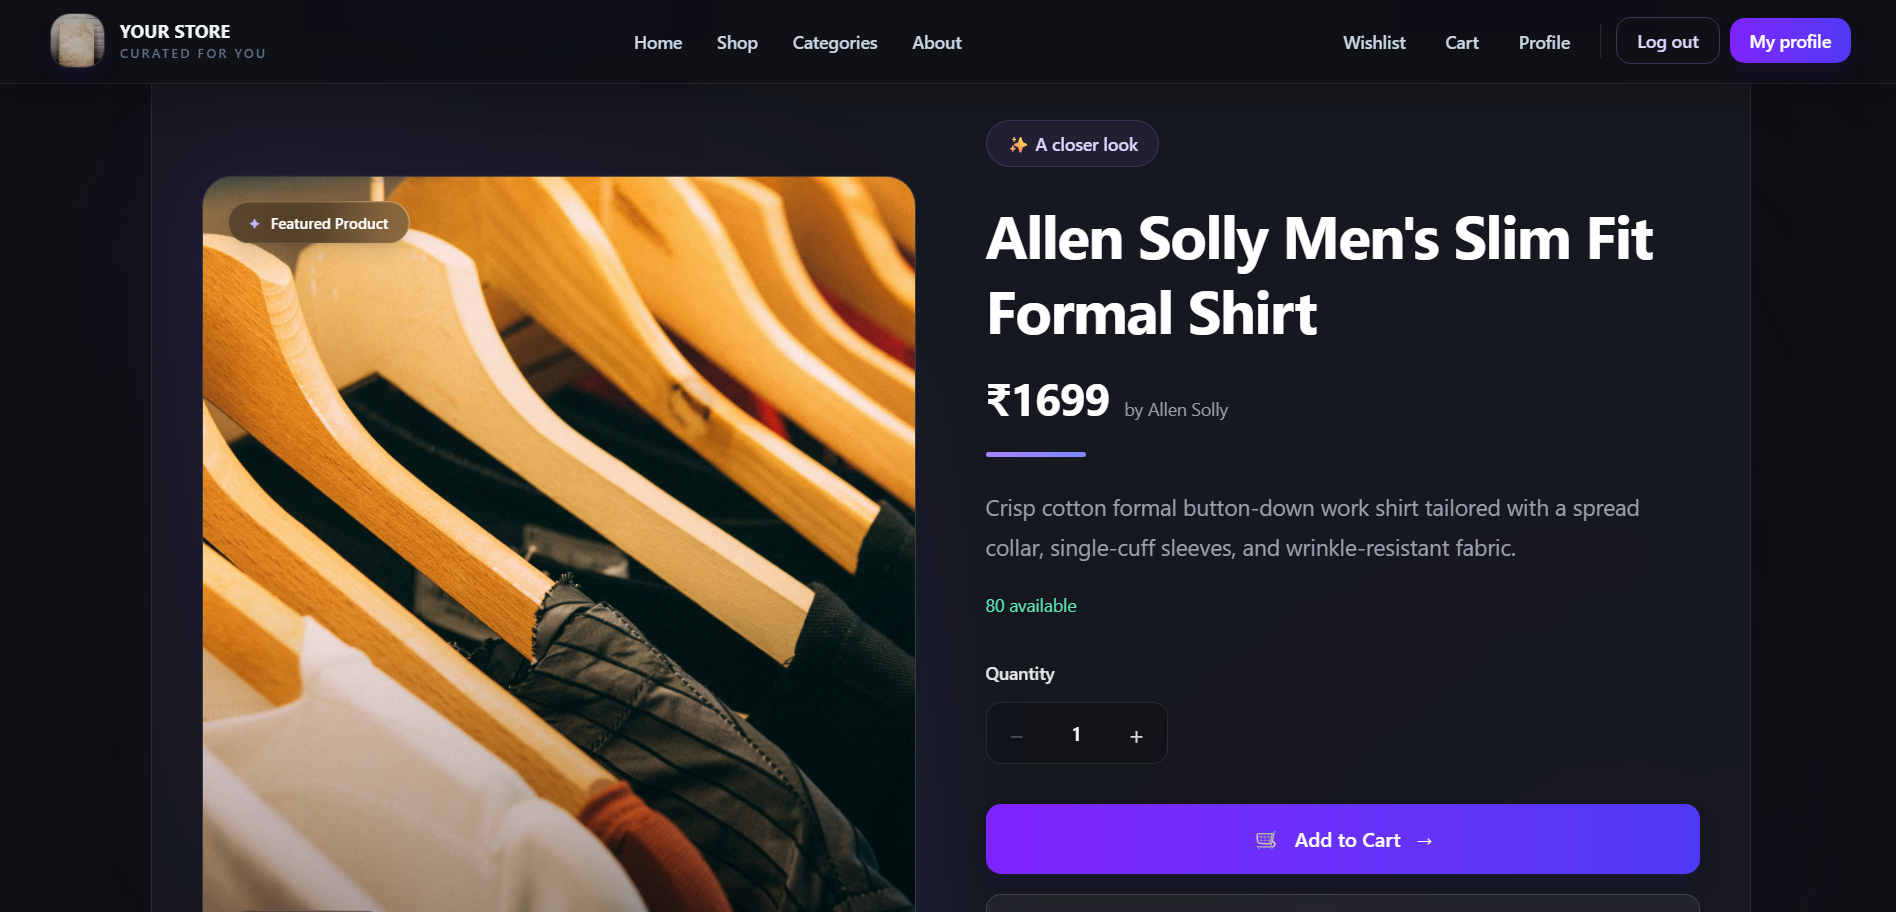 YOUR STORE
CURATED FOR YOU
Home
Shop
Categories
About
Wishlist
Cart
Profile
Log out
My profile
✦ Featured Product
✨ A closer look
Allen Solly Men's Slim Fit
Formal Shirt
₹1699 by Allen Solly
Crisp cotton formal button-down work shirt tailored with a spread
collar, single-cuff sleeves, and wrinkle-resistant fabric.
80 available
Quantity
− 1 +
🛒 Add to Cart →